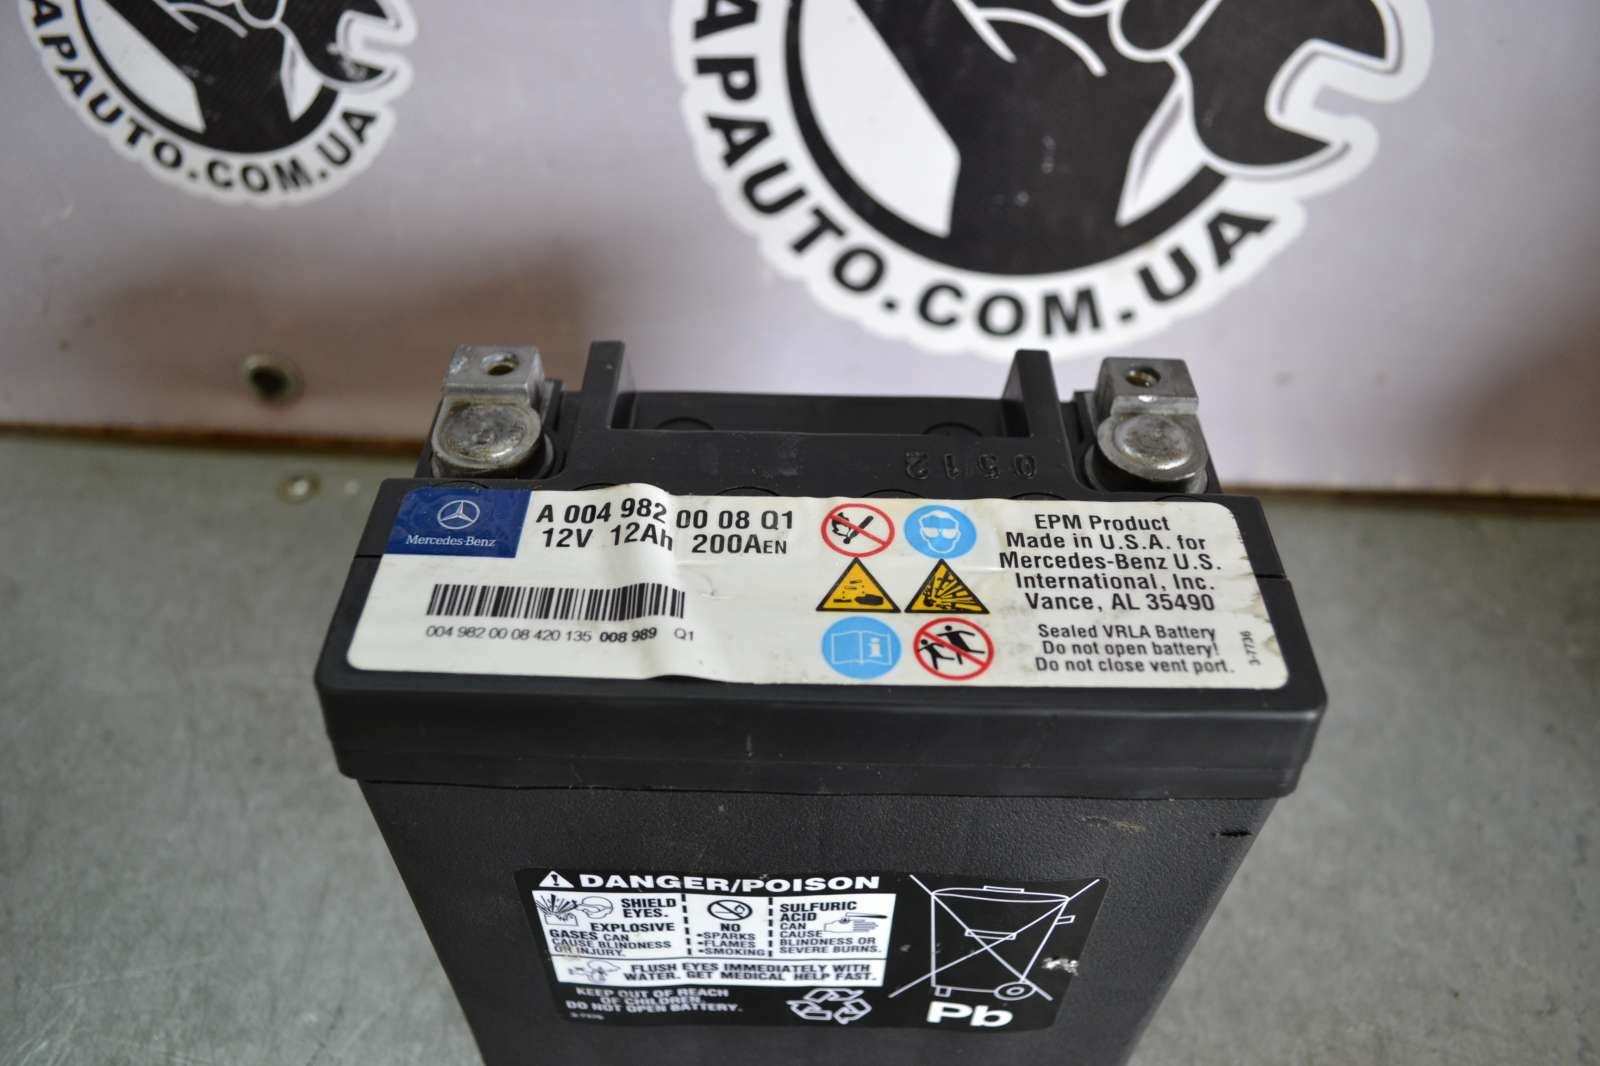 APAUTO.COM.UA
APAUTO.COM.UA
0512
Mercedes-Benz
A 004 982 00 08 Q1
12V 12Ah 200AEN
004 982 00 08 420 135 008 989 Q1
EPM Product
Made in U.S.A. for
Mercedes-Benz U.S.
International, Inc.
Vance, AL 35490
Sealed VRLA Battery
Do not open battery!
Do not close vent port.
3-7736
DANGER/POISON
SHIELD
EYES.
EXPLOSIVE
GASES CAN
CAUSE BLINDNESS
OR INJURY.
NO
•SPARKS
•FLAMES
•SMOKING
SULFURIC
ACID
CAN
CAUSE
BLINDNESS OR
SEVERE BURNS.
FLUSH EYES IMMEDIATELY WITH
WATER. GET MEDICAL HELP FAST.
KEEP OUT OF REACH
OF CHILDREN.
DO NOT OPEN BATTERY.
Pb